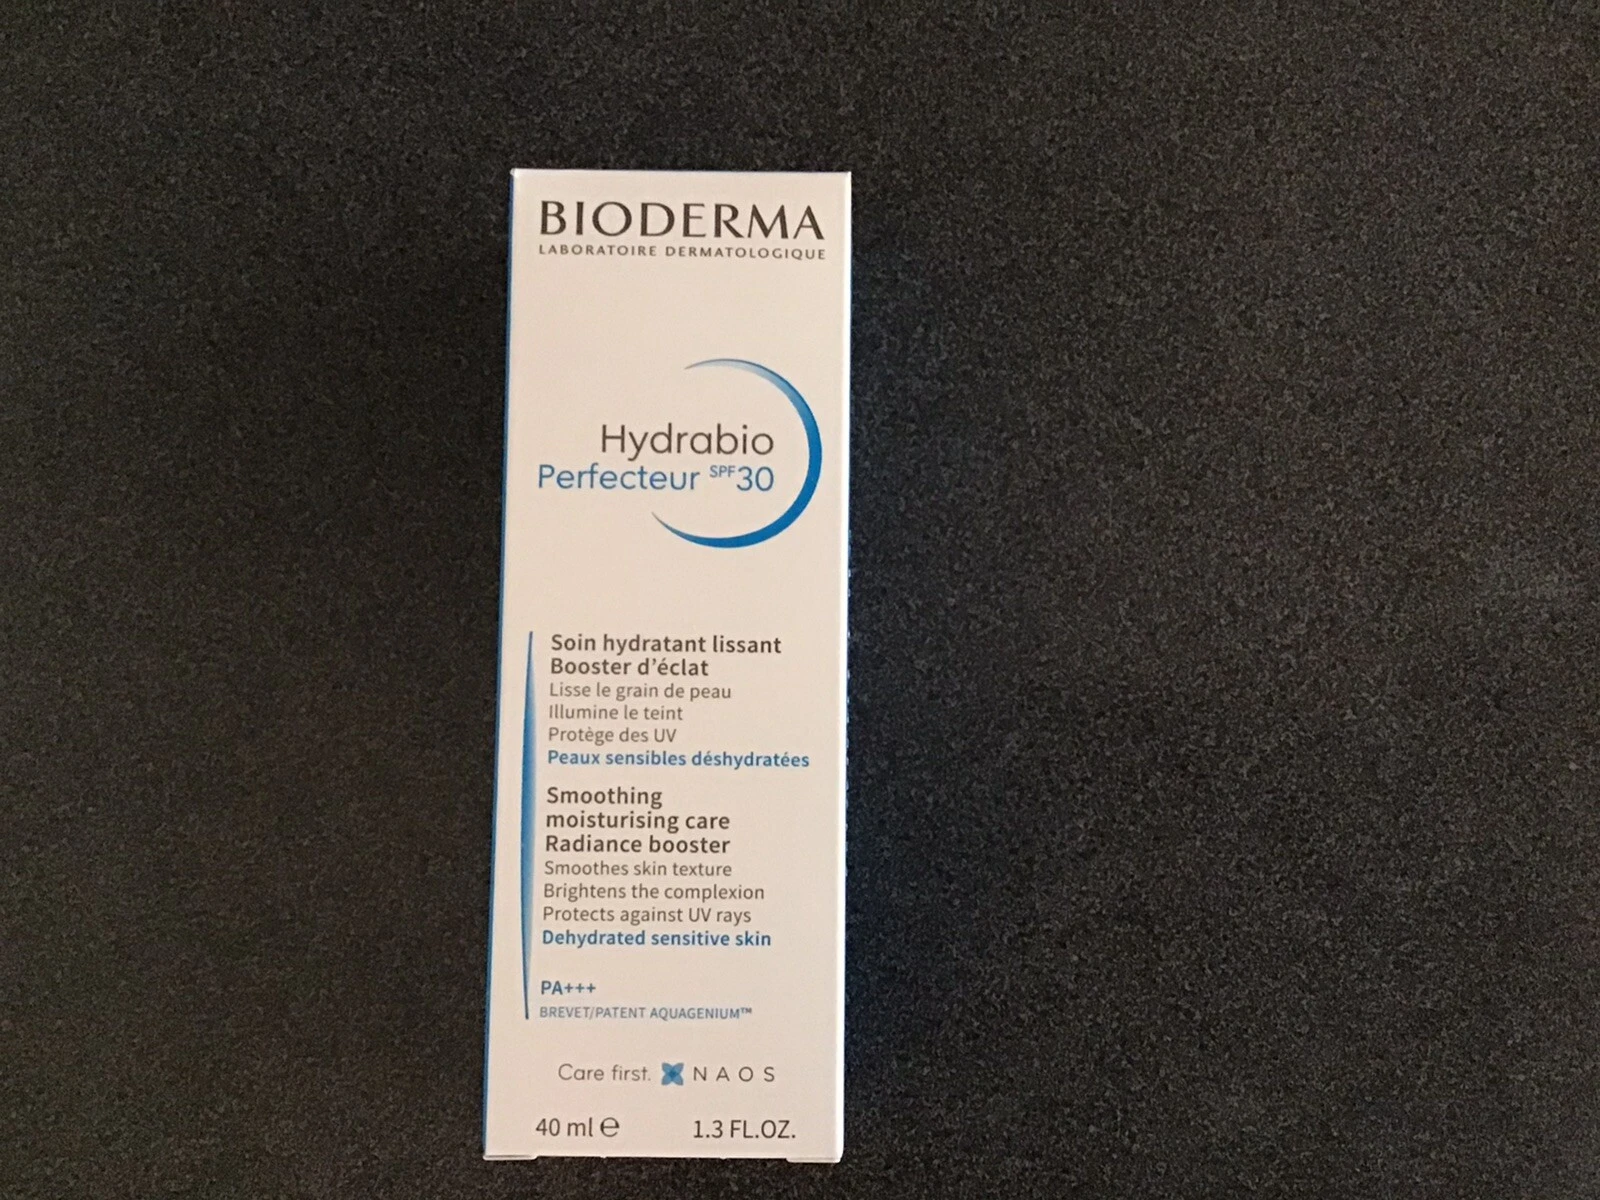 BIODERMA
LABORATOIRE DERMATOLOGIQUE
Hydrabio
Perfecteur SPF30
Soin hydratant lissant
Booster d'éclat
Lisse le grain de peau
Illumine le teint
Protège des UV
Peaux sensibles déshydratées
Smoothing
moisturising care
Radiance booster
Smoothes skin texture
Brightens the complexion
Protects against UV rays
Dehydrated sensitive skin
PA+++
BREVET/PATENT AQUAGENIUM™
Care first. NAOS
40 ml ℮ 1.3 FL.OZ.